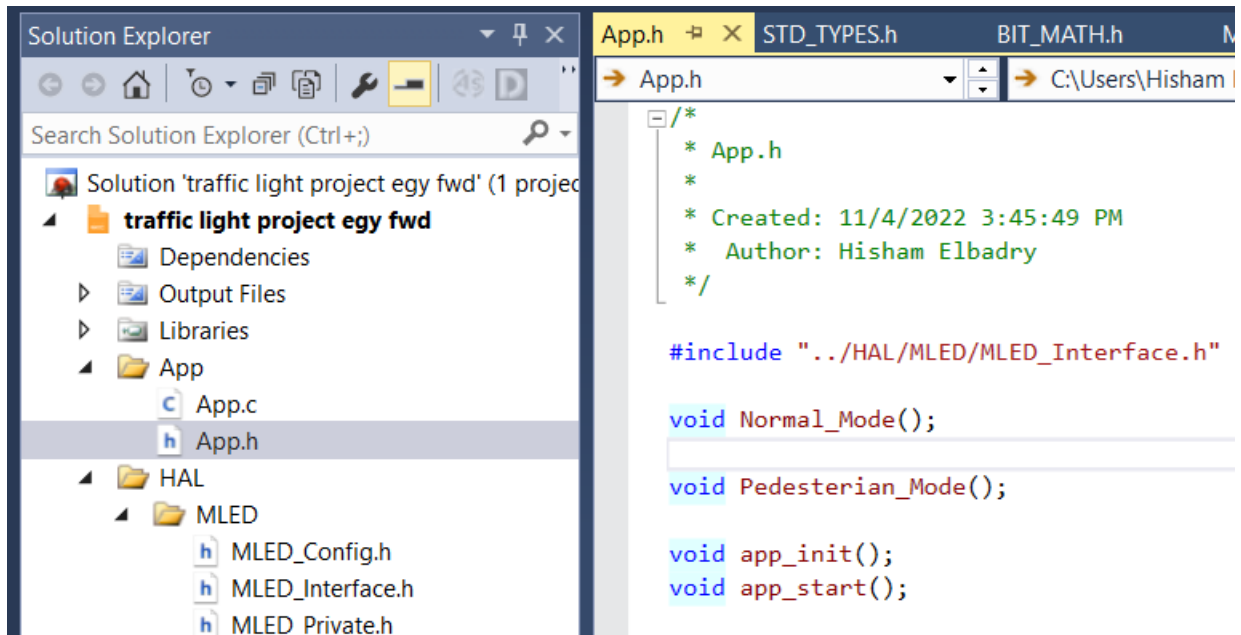 Solution Explorer
Search Solution Explorer (Ctrl+;)
Solution 'traffic light project egy fwd' (1 projec
traffic light project egy fwd
Dependencies
Output Files
Libraries
App
App.c
App.h
HAL
MLED
MLED_Config.h
MLED_Interface.h
MLED_Private.h
App.h STD_TYPES.h BIT_MATH.h M
App.h C:\Users\Hisham
/*
* App.h
*
* Created: 11/4/2022 3:45:49 PM
* Author: Hisham Elbadry
*/
#include "../HAL/MLED/MLED_Interface.h"
void Normal_Mode();
void Pedesterian_Mode();
void app_init();
void app_start();